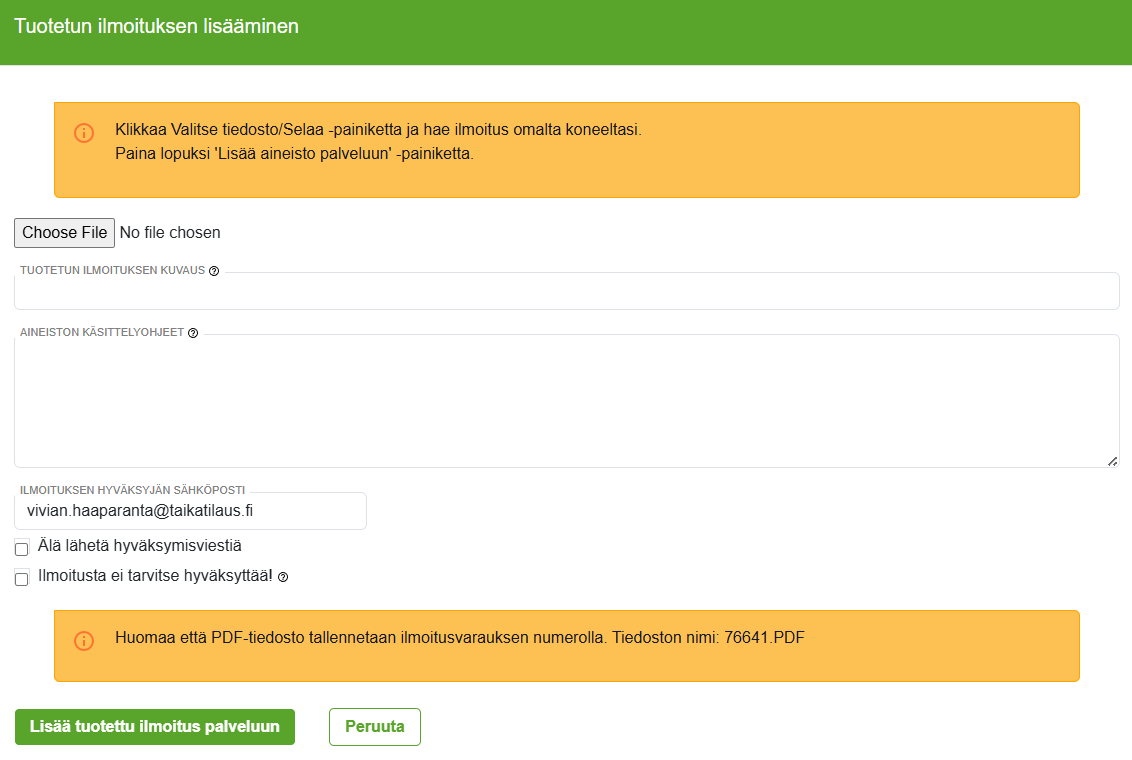 Tuotetun ilmoituksen lisääminen
Klikkaa Valitse tiedosto/Selaa -painiketta ja hae ilmoitus omalta koneeltasi.
Paina lopuksi 'Lisää aineisto palveluun' -painiketta.
Choose File No file chosen
TUOTETUN ILMOITUKSEN KUVAUS
AINEISTON KÄSITTELYOHJEET
ILMOITUKSEN HYVÄKSYJÄN SÄHKÖPOSTI
vivian.haaparanta@taikatilaus.fi
Älä lähetä hyväksymisviestiä
Ilmoitusta ei tarvitse hyväksyttää!
Huomaa että PDF-tiedosto tallennetaan ilmoitusvarauksen numerolla. Tiedoston nimi: 76641.PDF
Lisää tuotettu ilmoitus palveluun Peruuta